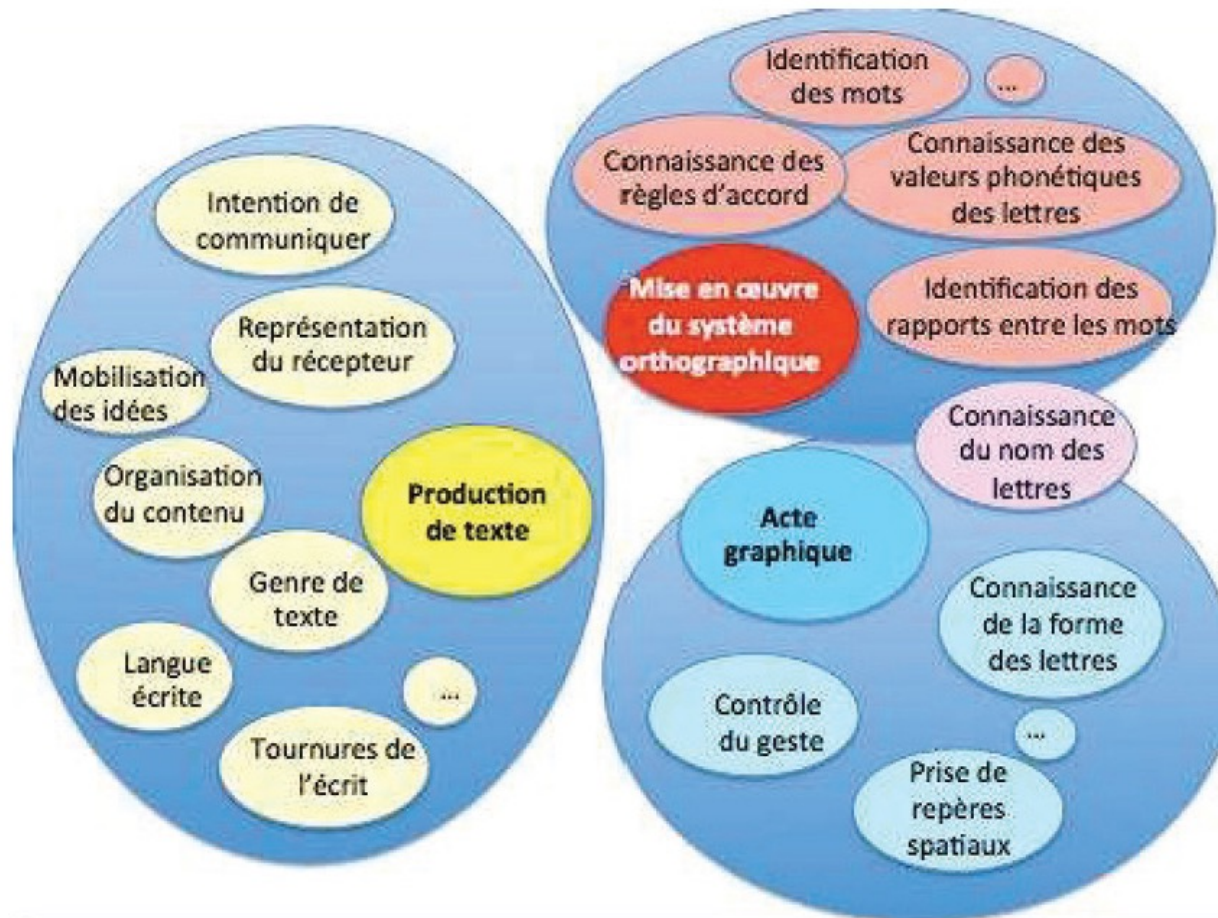 Intention de
communiquer
Représentation
du récepteur
Mobilisation
des idées
Organisation
du contenu
Production
de texte
Genre de
texte
Langue
écrite
...
Tournures de
l'écrit
Identification
des mots
...
Connaissance des
règles d'accord
Connaissance des
valeurs phonétiques
des lettres
Mise en œuvre
du système
orthographique
Identification des
rapports entre les mots
Connaissance
du nom des
lettres
Acte
graphique
Connaissance
de la forme
des lettres
Contrôle
du geste
...
Prise de
repères
spatiaux